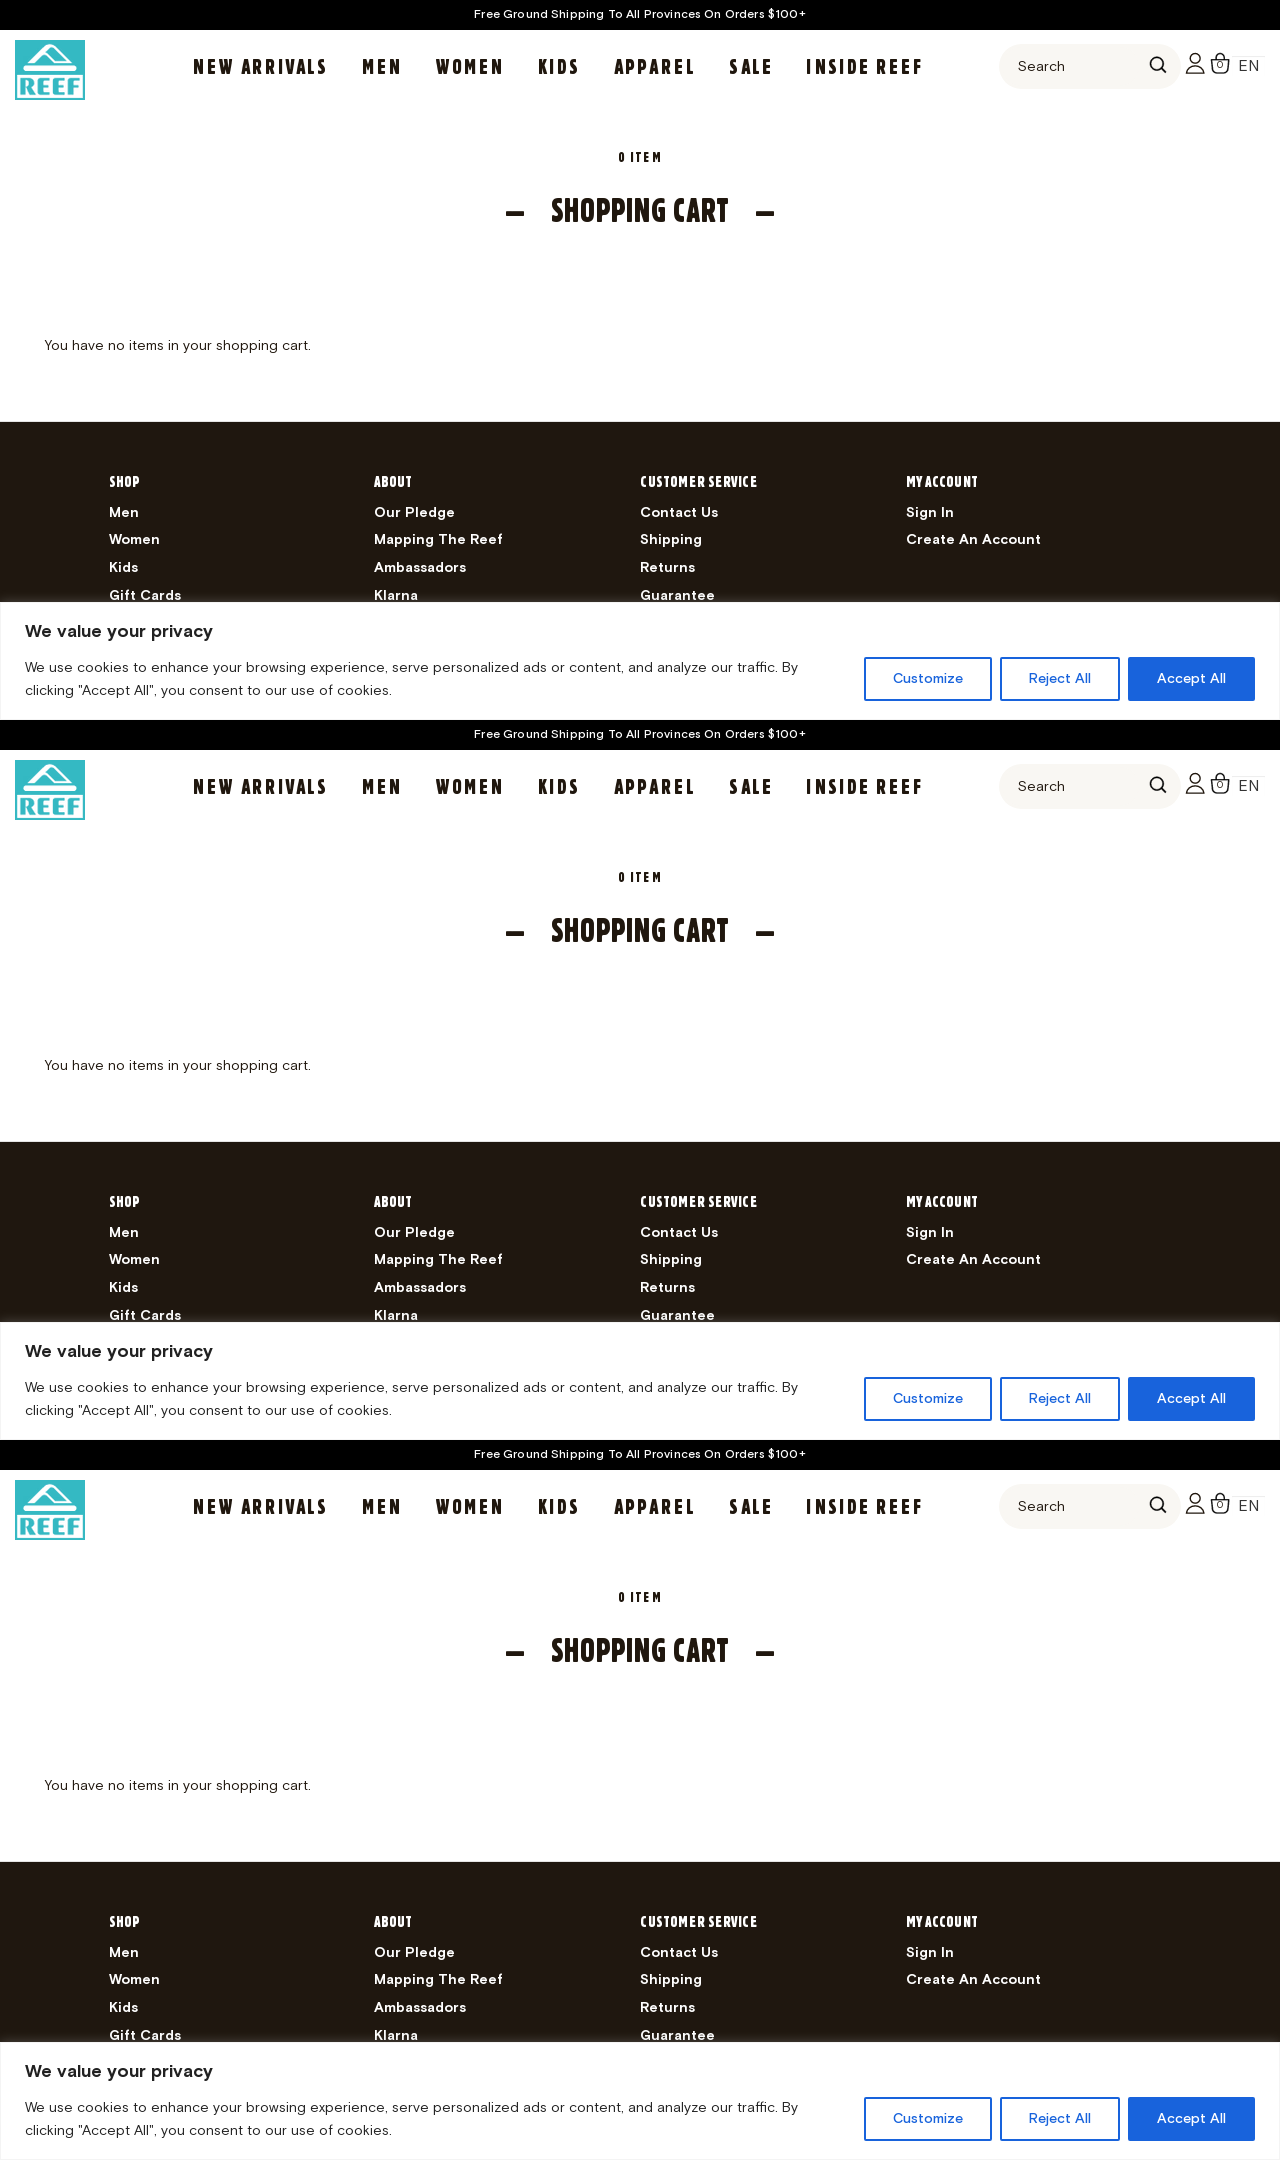 Free Ground Shipping To All Provinces On Orders $100+
REEF
NEW ARRIVALS MEN WOMEN KIDS APPAREL SALE INSIDE REEF
Search
0
EN
0 ITEM
– SHOPPING CART –
You have no items in your shopping cart.
SHOP ABOUT CUSTOMER SERVICE MY ACCOUNT
Men Our Pledge Contact Us Sign In
Women Mapping The Reef Shipping Create An Account
Kids Ambassadors Returns
Gift Cards Klarna Guarantee
We value your privacy
We use cookies to enhance your browsing experience, serve personalized ads or content, and analyze our traffic. By
clicking "Accept All", you consent to our use of cookies.
Customize Reject All Accept All
Free Ground Shipping To All Provinces On Orders $100+
REEF
NEW ARRIVALS MEN WOMEN KIDS APPAREL SALE INSIDE REEF
Search
0
EN
0 ITEM
– SHOPPING CART –
You have no items in your shopping cart.
SHOP ABOUT CUSTOMER SERVICE MY ACCOUNT
Men Our Pledge Contact Us Sign In
Women Mapping The Reef Shipping Create An Account
Kids Ambassadors Returns
Gift Cards Klarna Guarantee
We value your privacy
We use cookies to enhance your browsing experience, serve personalized ads or content, and analyze our traffic. By
clicking "Accept All", you consent to our use of cookies.
Customize Reject All Accept All
Free Ground Shipping To All Provinces On Orders $100+
REEF
NEW ARRIVALS MEN WOMEN KIDS APPAREL SALE INSIDE REEF
Search
0
EN
0 ITEM
– SHOPPING CART –
You have no items in your shopping cart.
SHOP ABOUT CUSTOMER SERVICE MY ACCOUNT
Men Our Pledge Contact Us Sign In
Women Mapping The Reef Shipping Create An Account
Kids Ambassadors Returns
Gift Cards Klarna Guarantee
We value your privacy
We use cookies to enhance your browsing experience, serve personalized ads or content, and analyze our traffic. By
clicking "Accept All", you consent to our use of cookies.
Customize Reject All Accept All